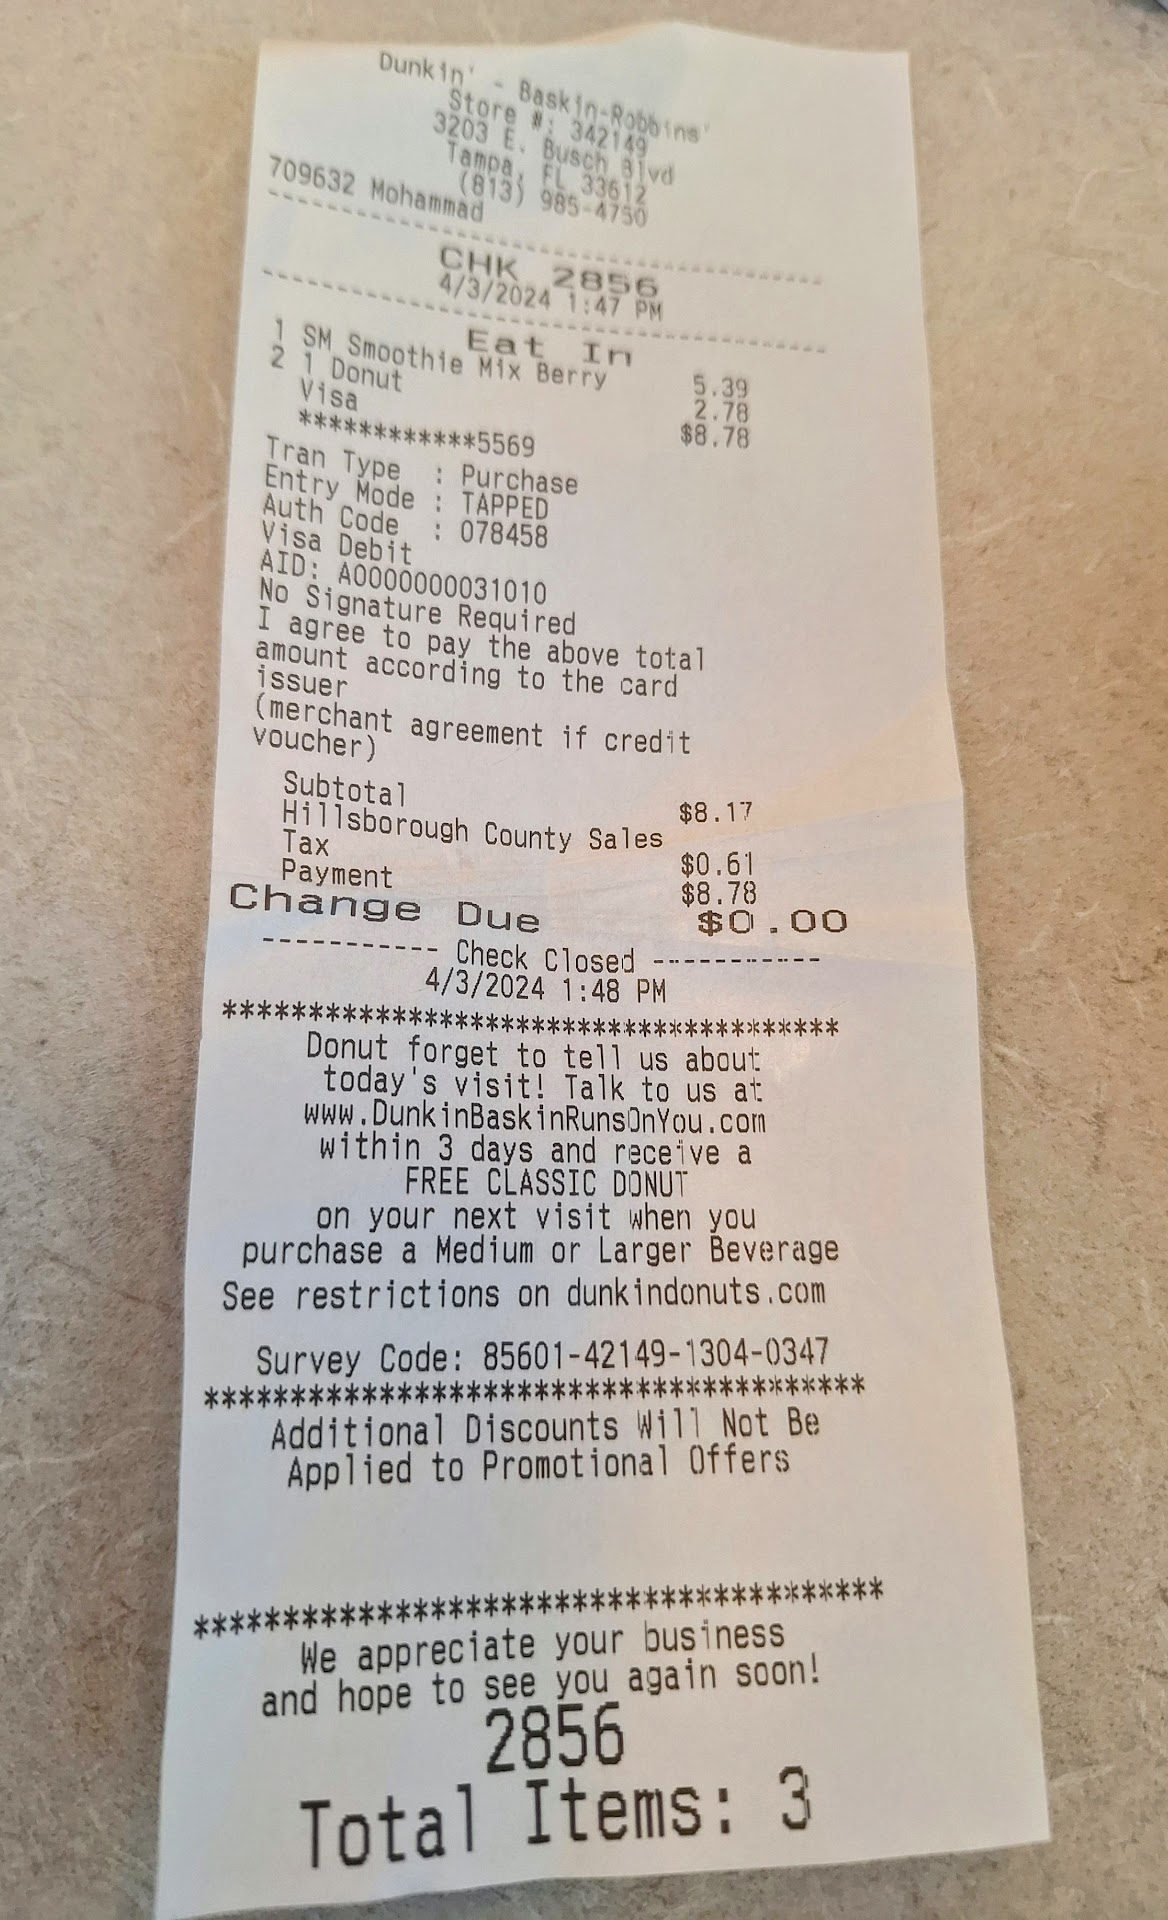 Dunkin' - Baskin-Robbins'
Store #: 342149
3203 E. Busch Blvd
Tampa, FL 33612
(813) 985-4750
709632 Mohammad
--------------------------------------
CHK 2856
4/3/2024 1:47 PM
--------------------------------------
Eat In
1 SM Smoothie Mix Berry 5.39
2 1 Donut 2.78
Visa $8.78
************5569
Tran Type : Purchase
Entry Mode : TAPPED
Auth Code : 078458
Visa Debit
AID: A0000000031010
No Signature Required
I agree to pay the above total
amount according to the card
issuer
(merchant agreement if credit
voucher)
Subtotal $8.17
Hillsborough County Sales
Tax $0.61
Payment $8.78
Change Due $0.00
----------- Check Closed -----------
4/3/2024 1:48 PM
**************************************
Donut forget to tell us about
today's visit! Talk to us at
www.DunkinBaskinRunsOnYou.com
within 3 days and receive a
FREE CLASSIC DONUT
on your next visit when you
purchase a Medium or Larger Beverage
See restrictions on dunkindonuts.com
Survey Code: 85601-42149-1304-0347
**************************************
Additional Discounts Will Not Be
Applied to Promotional Offers
**************************************
We appreciate your business
and hope to see you again soon!
2856
Total Items: 3